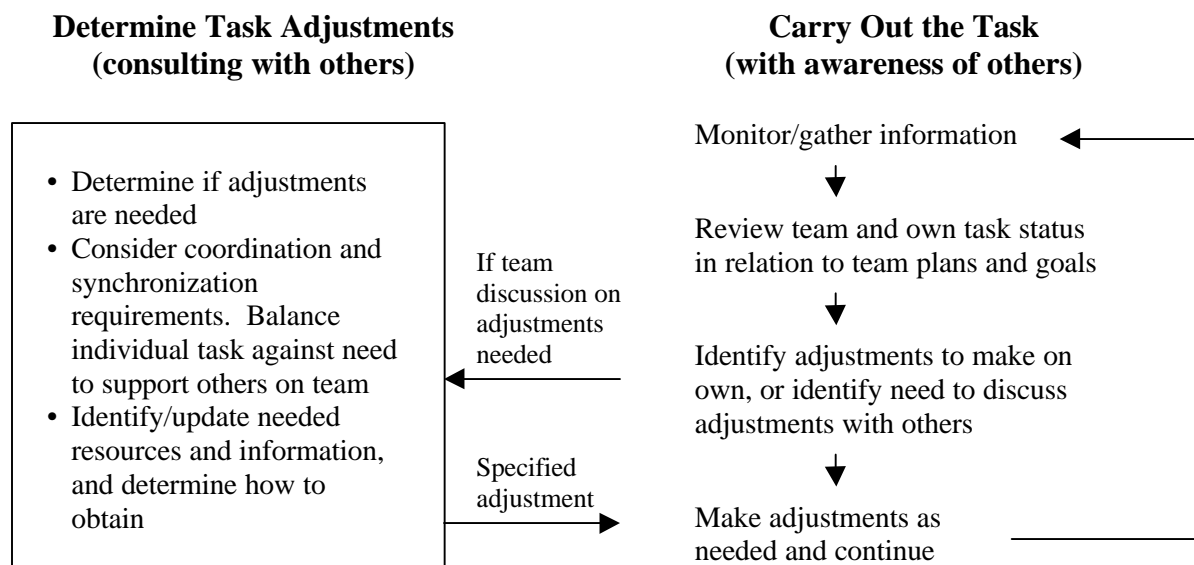 Determine Task Adjustments
(consulting with others)
• Determine if adjustments
are needed
• Consider coordination and
synchronization
requirements.  Balance
individual task against need
to support others on team
• Identify/update needed
resources and information,
and determine how to
obtain
If team
discussion on
adjustments
needed
Specified
adjustment
Carry Out the Task
(with awareness of others)
Monitor/gather information
Review team and own task status
in relation to team plans and goals
Identify adjustments to make on
own, or identify need to discuss
adjustments with others
Make adjustments as
needed and continue